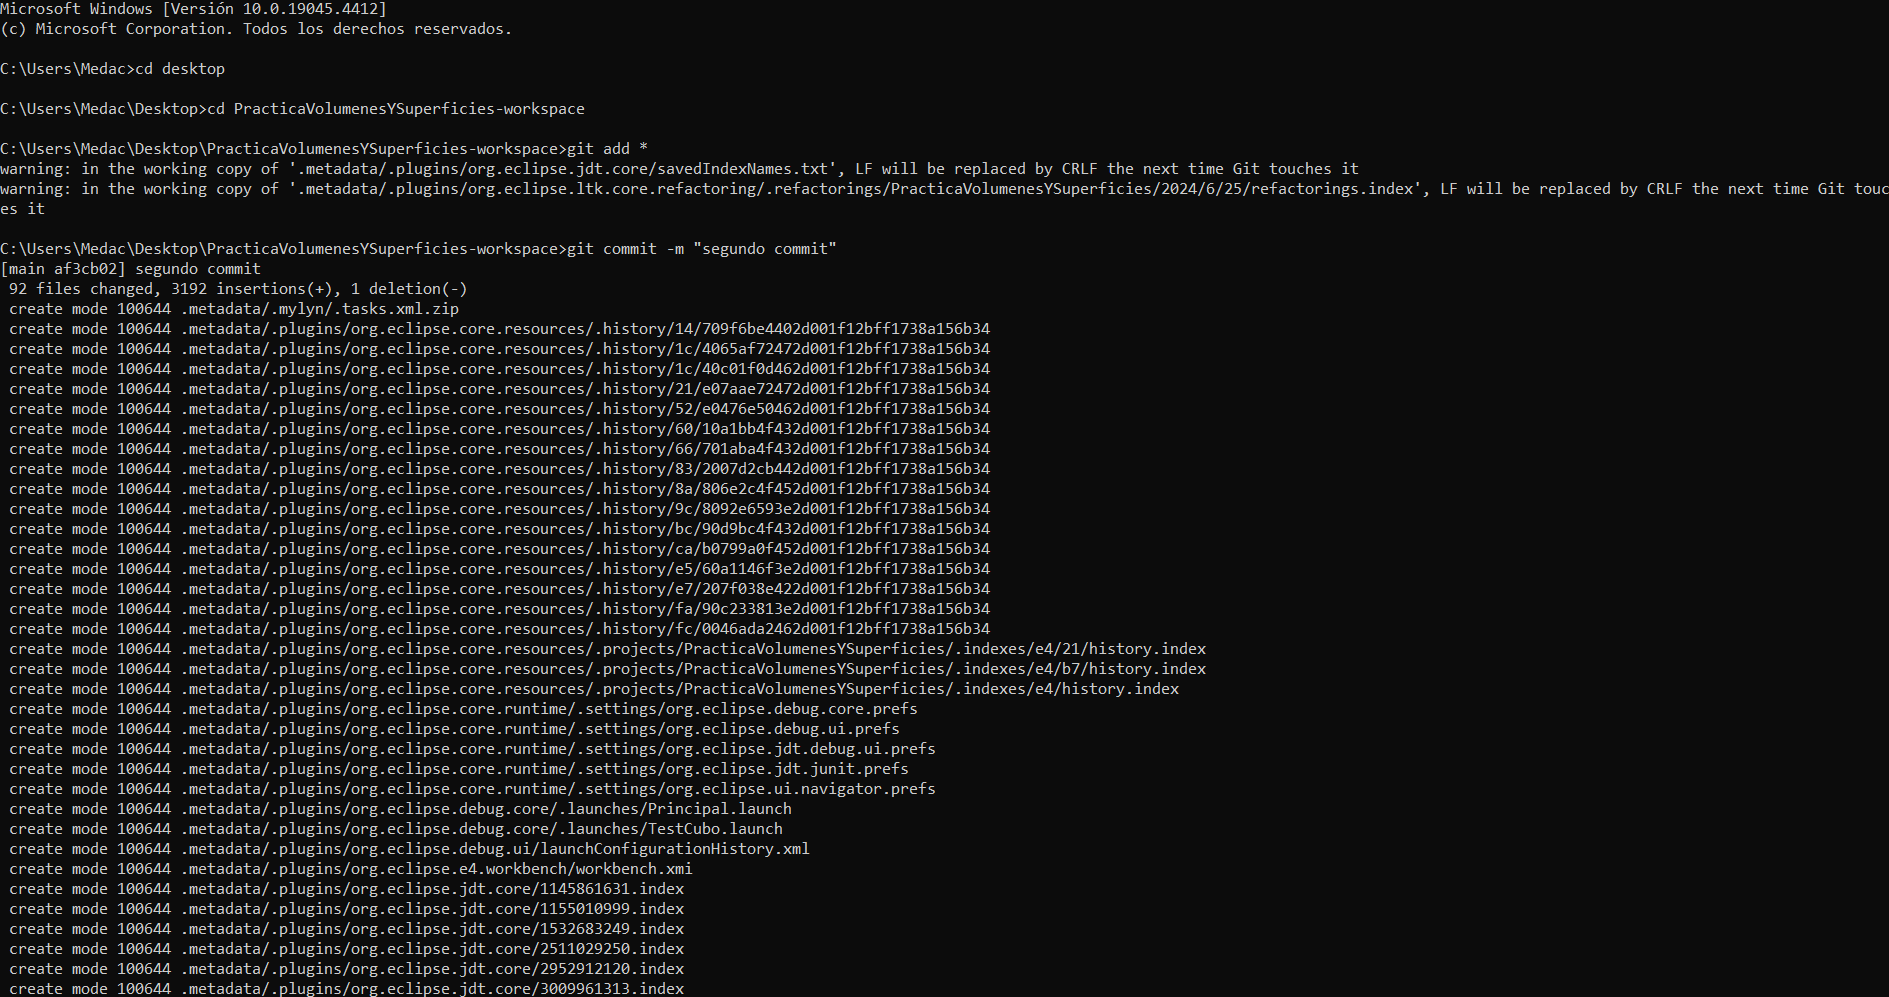 Microsoft Windows [Versión 10.0.19045.4412]
(c) Microsoft Corporation. Todos los derechos reservados.
C:\Users\Medac>cd desktop
C:\Users\Medac\Desktop>cd PracticaVolumenesYSuperficies-workspace
C:\Users\Medac\Desktop\PracticaVolumenesYSuperficies-workspace>git add *
warning: in the working copy of '.metadata/.plugins/org.eclipse.jdt.core/savedIndexNames.txt', LF will be replaced by CRLF the next time Git touches it
warning: in the working copy of '.metadata/.plugins/org.eclipse.ltk.core.refactoring/.refactorings/PracticaVolumenesYSuperficies/2024/6/25/refactorings.index', LF will be replaced by CRLF the next time Git touc
es it
C:\Users\Medac\Desktop\PracticaVolumenesYSuperficies-workspace>git commit -m "segundo commit"
[main af3cb02] segundo commit
 92 files changed, 3192 insertions(+), 1 deletion(-)
 create mode 100644 .metadata/.mylyn/.tasks.xml.zip
 create mode 100644 .metadata/.plugins/org.eclipse.core.resources/.history/14/709f6be4402d001f12bff1738a156b34
 create mode 100644 .metadata/.plugins/org.eclipse.core.resources/.history/1c/4065af72472d001f12bff1738a156b34
 create mode 100644 .metadata/.plugins/org.eclipse.core.resources/.history/1c/40c01f0d462d001f12bff1738a156b34
 create mode 100644 .metadata/.plugins/org.eclipse.core.resources/.history/21/e07aae72472d001f12bff1738a156b34
 create mode 100644 .metadata/.plugins/org.eclipse.core.resources/.history/52/e0476e50462d001f12bff1738a156b34
 create mode 100644 .metadata/.plugins/org.eclipse.core.resources/.history/60/10a1bb4f432d001f12bff1738a156b34
 create mode 100644 .metadata/.plugins/org.eclipse.core.resources/.history/66/701aba4f432d001f12bff1738a156b34
 create mode 100644 .metadata/.plugins/org.eclipse.core.resources/.history/83/2007d2cb442d001f12bff1738a156b34
 create mode 100644 .metadata/.plugins/org.eclipse.core.resources/.history/8a/806e2c4f452d001f12bff1738a156b34
 create mode 100644 .metadata/.plugins/org.eclipse.core.resources/.history/9c/8092e6593e2d001f12bff1738a156b34
 create mode 100644 .metadata/.plugins/org.eclipse.core.resources/.history/bc/90d9bc4f432d001f12bff1738a156b34
 create mode 100644 .metadata/.plugins/org.eclipse.core.resources/.history/ca/b0799a0f452d001f12bff1738a156b34
 create mode 100644 .metadata/.plugins/org.eclipse.core.resources/.history/e5/60a1146f3e2d001f12bff1738a156b34
 create mode 100644 .metadata/.plugins/org.eclipse.core.resources/.history/e7/207f038e422d001f12bff1738a156b34
 create mode 100644 .metadata/.plugins/org.eclipse.core.resources/.history/fa/90c233813e2d001f12bff1738a156b34
 create mode 100644 .metadata/.plugins/org.eclipse.core.resources/.history/fc/0046ada2462d001f12bff1738a156b34
 create mode 100644 .metadata/.plugins/org.eclipse.core.resources/.projects/PracticaVolumenesYSuperficies/.indexes/e4/21/history.index
 create mode 100644 .metadata/.plugins/org.eclipse.core.resources/.projects/PracticaVolumenesYSuperficies/.indexes/e4/b7/history.index
 create mode 100644 .metadata/.plugins/org.eclipse.core.resources/.projects/PracticaVolumenesYSuperficies/.indexes/e4/history.index
 create mode 100644 .metadata/.plugins/org.eclipse.core.runtime/.settings/org.eclipse.debug.core.prefs
 create mode 100644 .metadata/.plugins/org.eclipse.core.runtime/.settings/org.eclipse.debug.ui.prefs
 create mode 100644 .metadata/.plugins/org.eclipse.core.runtime/.settings/org.eclipse.jdt.debug.ui.prefs
 create mode 100644 .metadata/.plugins/org.eclipse.core.runtime/.settings/org.eclipse.jdt.junit.prefs
 create mode 100644 .metadata/.plugins/org.eclipse.core.runtime/.settings/org.eclipse.ui.navigator.prefs
 create mode 100644 .metadata/.plugins/org.eclipse.debug.core/.launches/Principal.launch
 create mode 100644 .metadata/.plugins/org.eclipse.debug.core/.launches/TestCubo.launch
 create mode 100644 .metadata/.plugins/org.eclipse.debug.ui/launchConfigurationHistory.xml
 create mode 100644 .metadata/.plugins/org.eclipse.e4.workbench/workbench.xmi
 create mode 100644 .metadata/.plugins/org.eclipse.jdt.core/1145861631.index
 create mode 100644 .metadata/.plugins/org.eclipse.jdt.core/1155010999.index
 create mode 100644 .metadata/.plugins/org.eclipse.jdt.core/1532683249.index
 create mode 100644 .metadata/.plugins/org.eclipse.jdt.core/2511029250.index
 create mode 100644 .metadata/.plugins/org.eclipse.jdt.core/2952912120.index
 create mode 100644 .metadata/.plugins/org.eclipse.jdt.core/3009961313.index